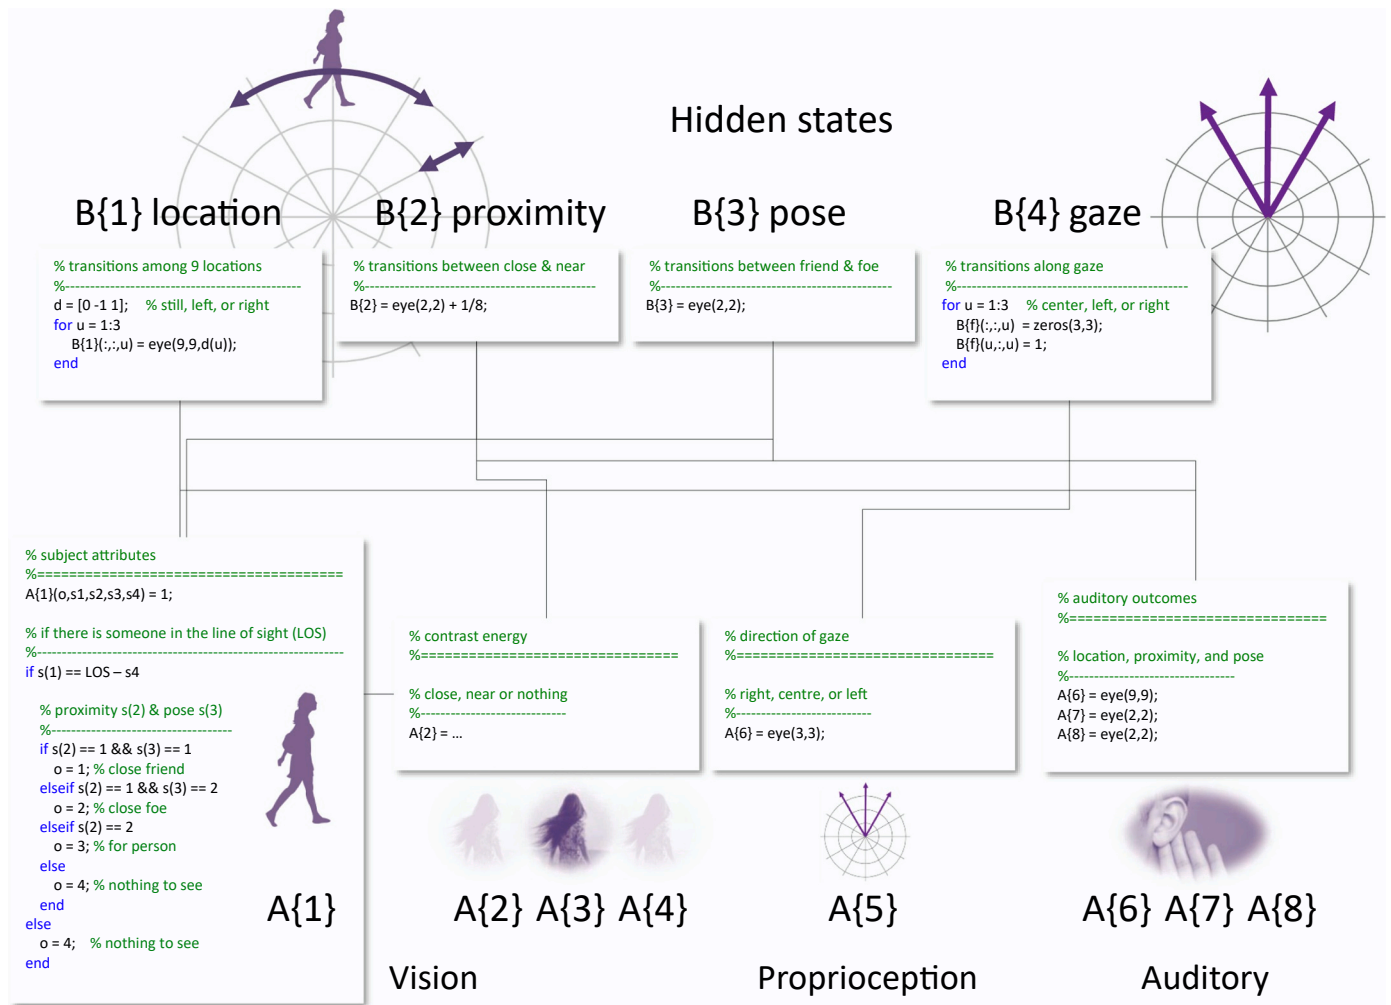 Hidden states
B{1} location
B{2} proximity
B{3} pose
B{4} gaze
% transitions among 9 locations
%------------------------------------------------
d = [0 -1 1];    % still, left, or right
for u = 1:3
B{1}(:,:,u) = eye(9,9,d(u));
end
% transitions between close & near
%-----------------------------------------------
B{2} = eye(2,2) + 1/8;
% transitions between friend & foe
%-----------------------------------------------
B{3} = eye(2,2);
% transitions along gaze
%-----------------------------------------------
for u = 1:3    % center, left, or right
B{f}(:,:,u) = zeros(3,3);
B{f}(u,:,u) = 1;
end
% subject attributes
%======================================
A{1}(o,s1,s2,s3,s4) = 1;
% if there is someone in the line of sight (LOS)
%--------------------------------------------------------------
if s(1) == LOS – s4
% proximity s(2) & pose s(3)
%-------------------------------------
if s(2) == 1 && s(3) == 1
o = 1; % close friend
elseif s(2) == 1 && s(3) == 2
o = 2; % close foe
elseif s(2) == 2
o = 3; % for person
else
o = 4; % nothing to see
end
else
o = 4;   % nothing to see
end
A{1}
% contrast energy
%================================
% close, near or nothing
%-----------------------------
A{2} = ...
A{2} A{3} A{4}
Vision
% direction of gaze
%================================
% right, centre, or left
%---------------------------
A{6} = eye(3,3);
A{5}
Proprioception
% auditory outcomes
%================================
% location, proximity, and pose
%---------------------------------
A{6} = eye(9,9);
A{7} = eye(2,2);
A{8} = eye(2,2);
A{6} A{7} A{8}
Auditory